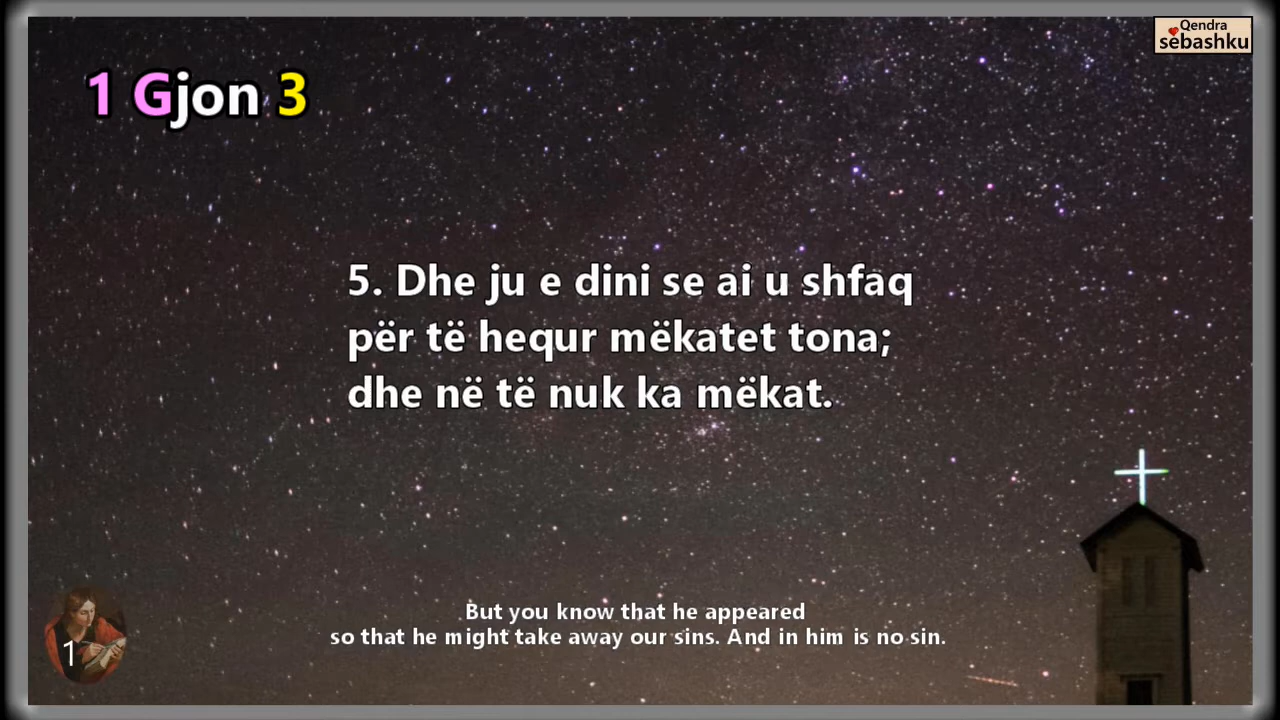 Qendra
sëbashku
1 Gjon 3
5. Dhe ju e dini se ai u shfaq
për të hequr mëkatet tona;
dhe në të nuk ka mëkat.
But you know that he appeared
so that he might take away our sins. And in him is no sin.
1